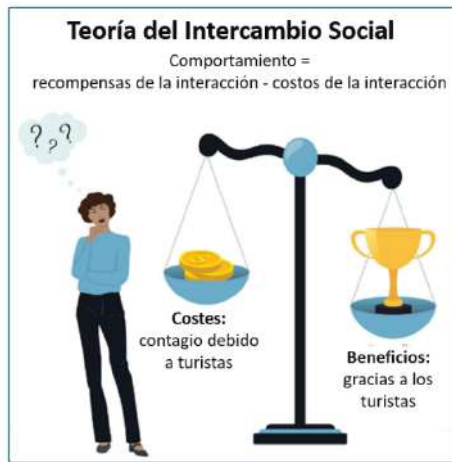 Teoría del Intercambio Social
Comportamiento =
recompensas de la interacción - costos de la interacción
? ? ?
Costes:
contagio debido
a turistas
Beneficios:
gracias a los
turistas